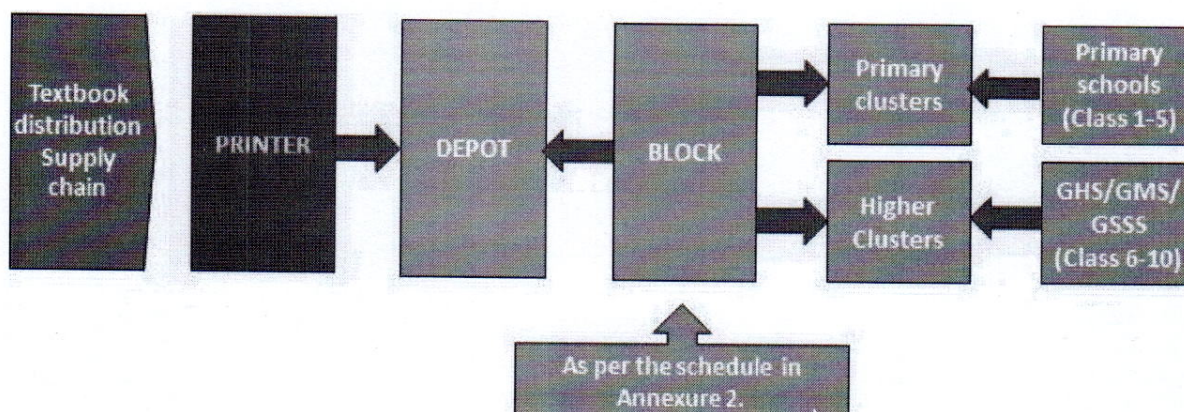 Textbook
distribution
Supply
chain
PRINTER
DEPOT
BLOCK
Primary
clusters
Primary
schools
(Class 1-5)
Higher
Clusters
GHS/GMS/
GSSS
(Class 6-10)
As per the schedule in
Annexure 2.